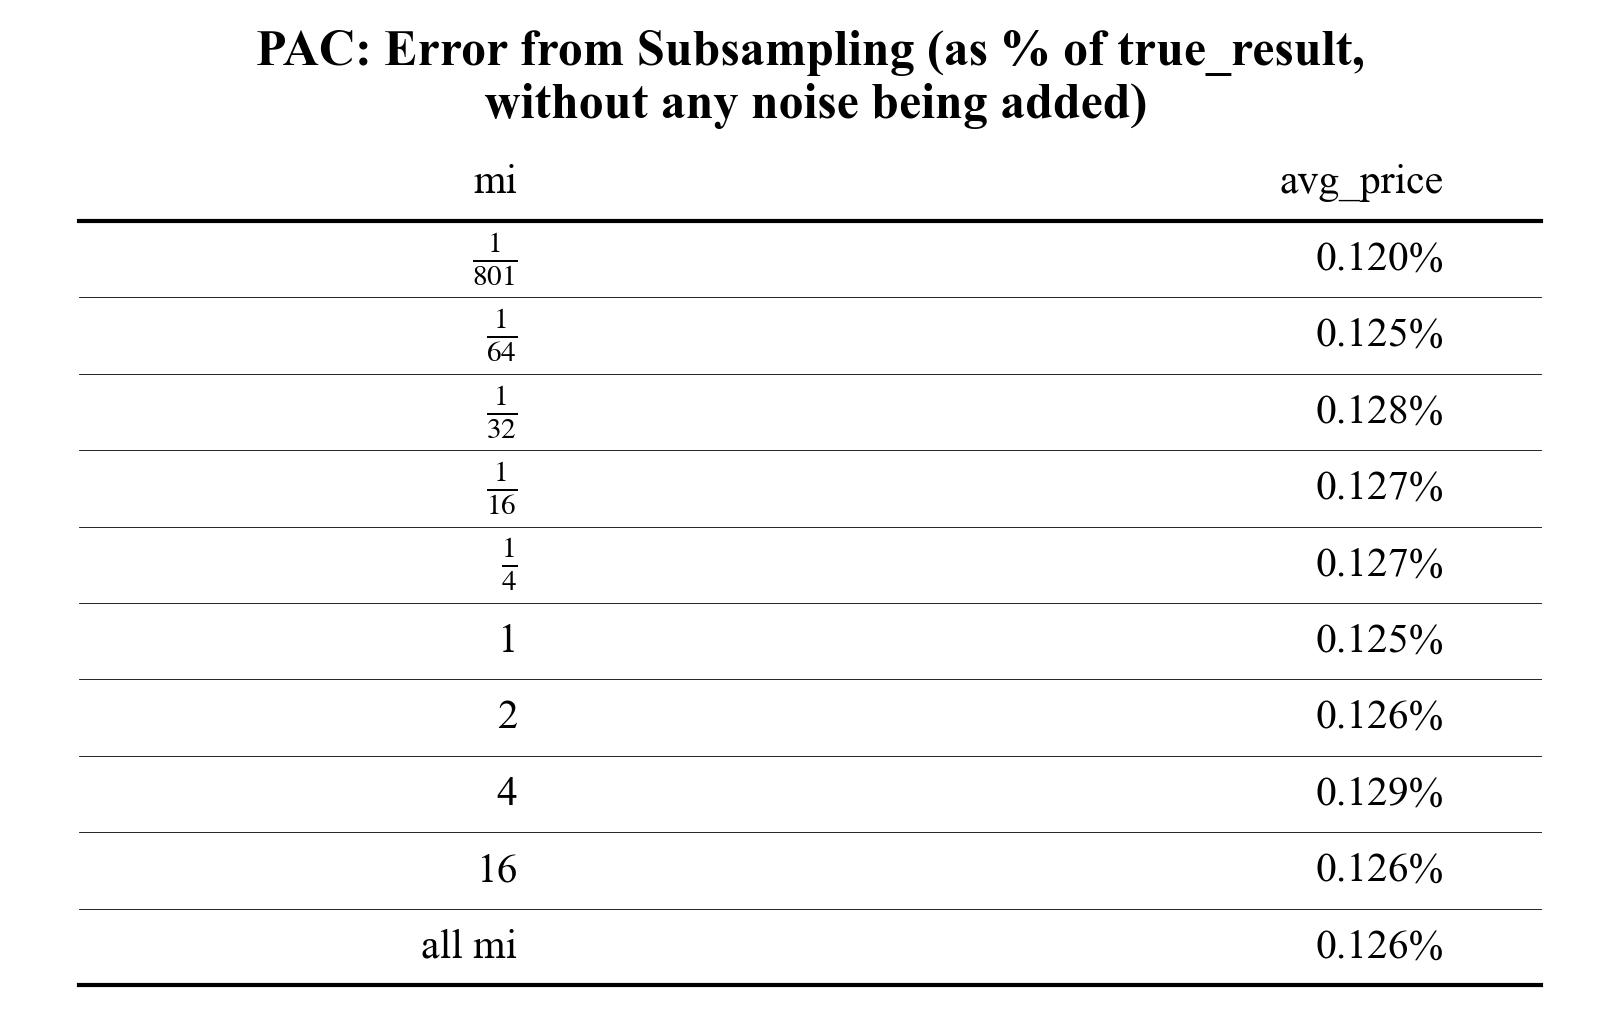 PAC: Error from Subsampling (as % of true_result,
without any noise being added)
mi avg_price
1/801 0.120%
1/64 0.125%
1/32 0.128%
1/16 0.127%
1/4 0.127%
1 0.125%
2 0.126%
4 0.129%
16 0.126%
all mi 0.126%